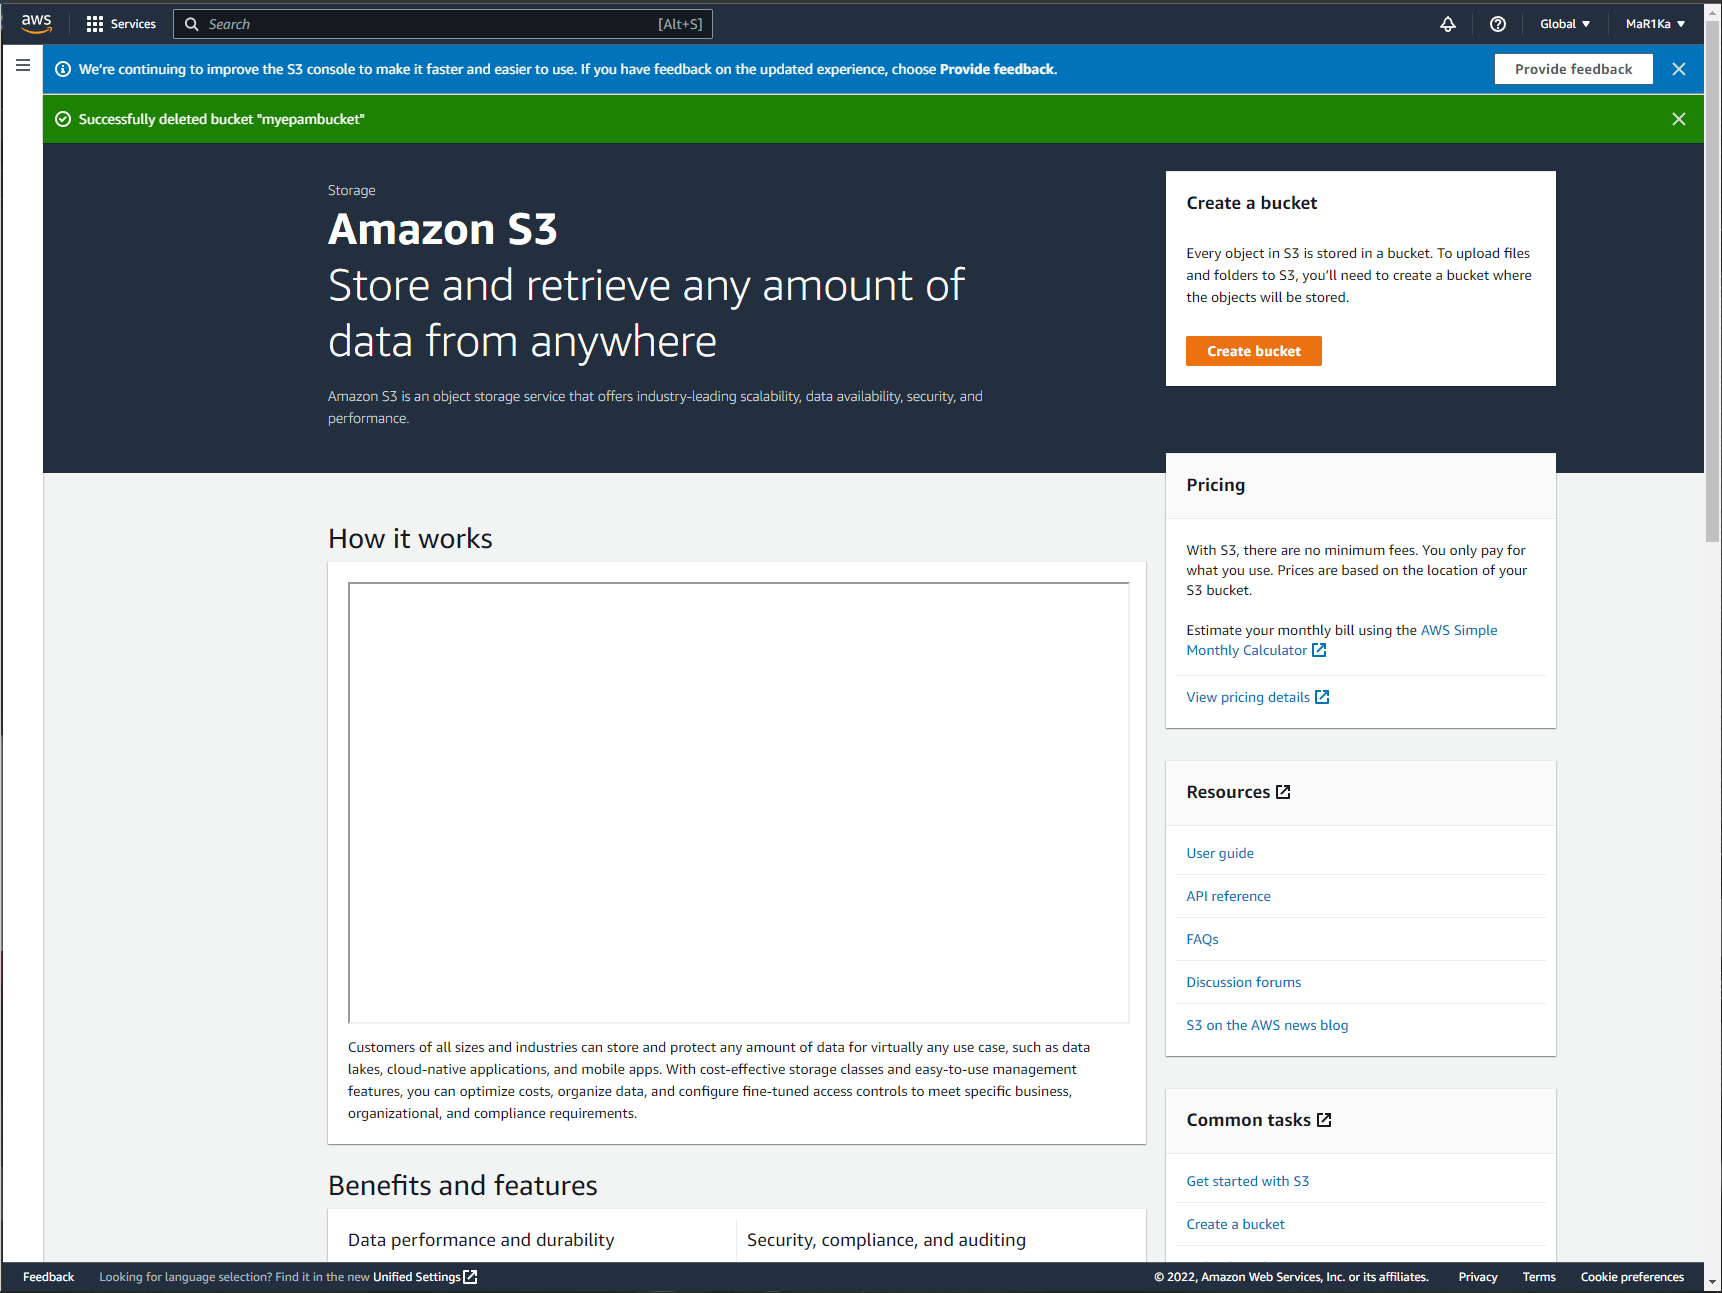 aws
Services
Search
[Alt+S]
Global
MaR1Ka
We're continuing to improve the S3 console to make it faster and easier to use. If you have feedback on the updated experience, choose Provide feedback.
Provide feedback
Successfully deleted bucket "myepambucket"
Storage
Amazon S3
Store and retrieve any amount of
data from anywhere
Amazon S3 is an object storage service that offers industry-leading scalability, data availability, security, and
performance.
Create a bucket
Every object in S3 is stored in a bucket. To upload files
and folders to S3, you'll need to create a bucket where
the objects will be stored.
Create bucket
Pricing
With S3, there are no minimum fees. You only pay for
what you use. Prices are based on the location of your
S3 bucket.
Estimate your monthly bill using the AWS Simple
Monthly Calculator
View pricing details
How it works
Customers of all sizes and industries can store and protect any amount of data for virtually any use case, such as data
lakes, cloud-native applications, and mobile apps. With cost-effective storage classes and easy-to-use management
features, you can optimize costs, organize data, and configure fine-tuned access controls to meet specific business,
organizational, and compliance requirements.
Resources
User guide
API reference
FAQs
Discussion forums
S3 on the AWS news blog
Common tasks
Get started with S3
Create a bucket
Benefits and features
Data performance and durability
Security, compliance, and auditing
Feedback
Looking for language selection? Find it in the new Unified Settings
© 2022, Amazon Web Services, Inc. or its affiliates.
Privacy
Terms
Cookie preferences